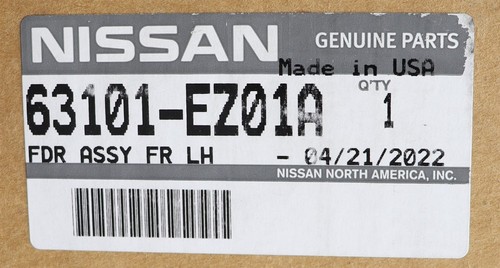 NISSAN GENUINE PARTS
Made in USA
Q'TY
63101-EZ01A 1
FDR ASSY FR LH - 04/21/2022
NISSAN NORTH AMERICA, INC.